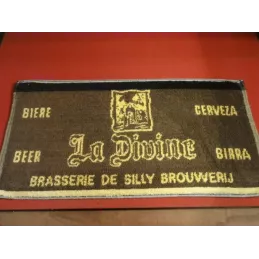 BIERE
CERVEZA
La Divine
BEER
BIRRA
BRASSERIE DE SILLY BROUWERIJ